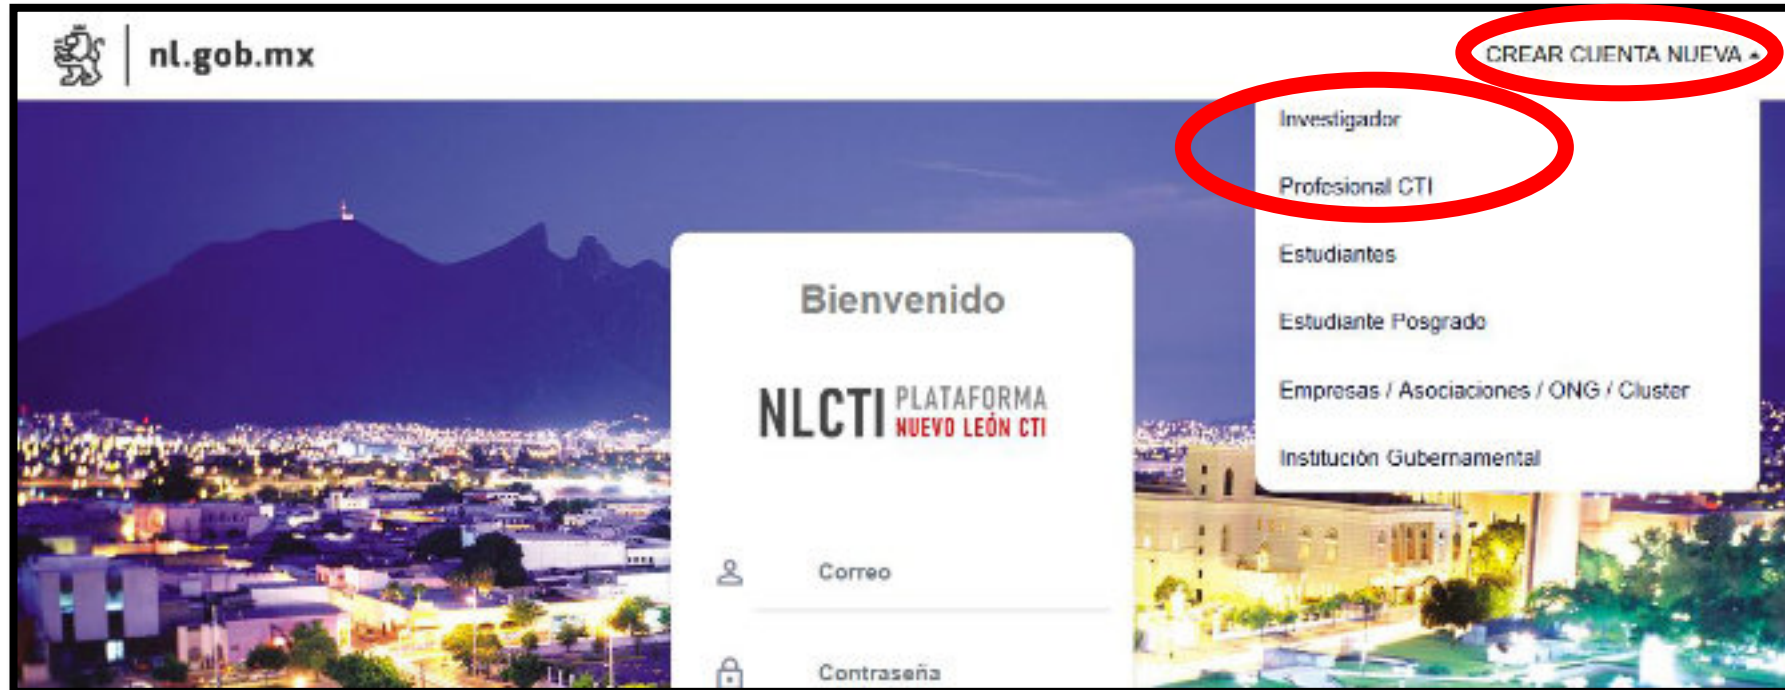 nl.gob.mx
CREAR CUENTA NUEVA
Investigador
Profesional CTI
Estudiantes
Estudiante Posgrado
Empresas / Asociaciones / ONG / Cluster
Institución Gubernamental
Bienvenido
NLCTI PLATAFORMA
NUEVO LEÓN CTI
Correo
Contraseña